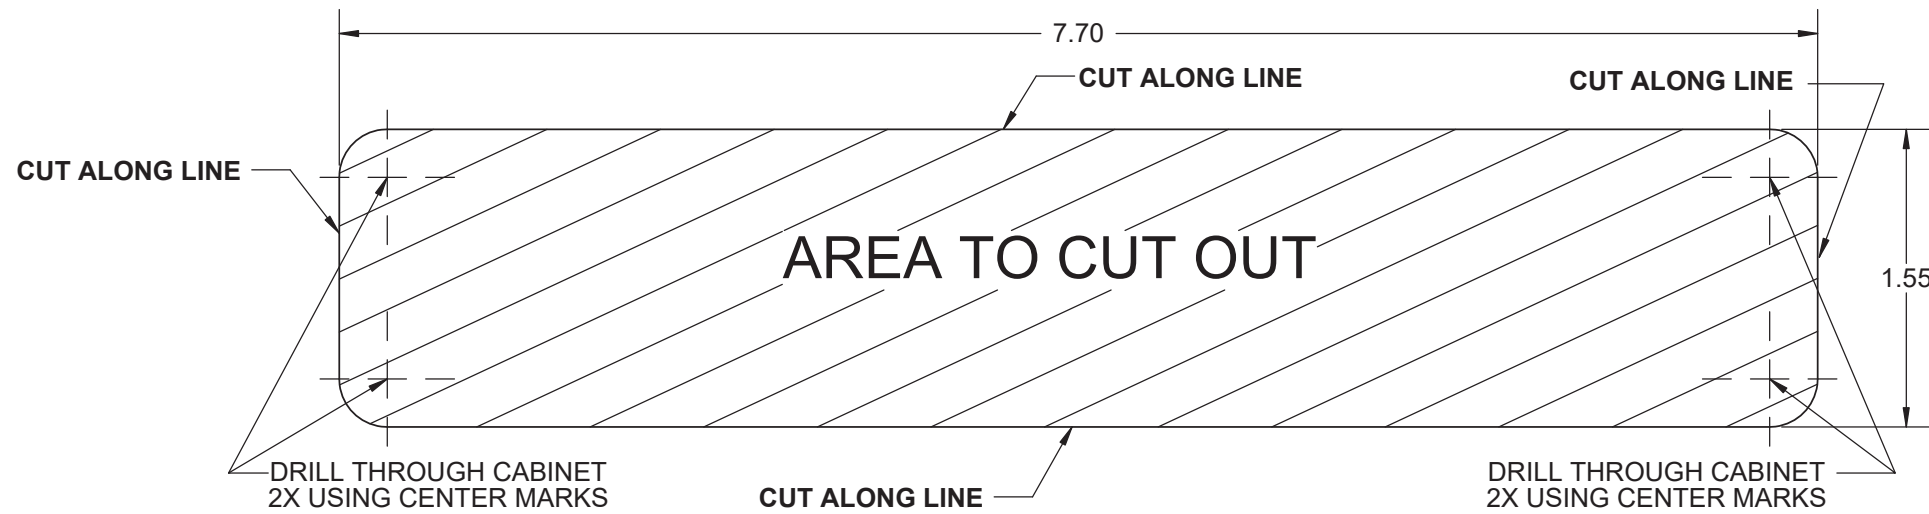 7.70
CUT ALONG LINE
CUT ALONG LINE
CUT ALONG LINE
AREA TO CUT OUT
1.55
DRILL THROUGH CABINET
2X USING CENTER MARKS
CUT ALONG LINE
DRILL THROUGH CABINET
2X USING CENTER MARKS